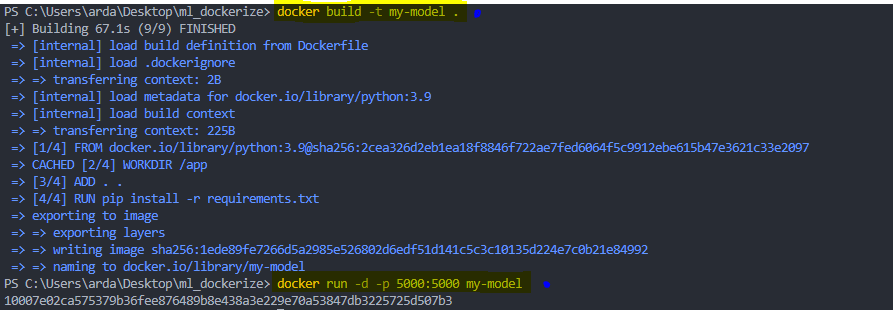 PS C:\Users\arda\Desktop\ml_dockerize> docker build -t my-model .
[+] Building 67.1s (9/9) FINISHED
=> [internal] load build definition from Dockerfile
=> [internal] load .dockerignore
=> => transferring context: 2B
=> [internal] load metadata for docker.io/library/python:3.9
=> [internal] load build context
=> => transferring context: 225B
=> [1/4] FROM docker.io/library/python:3.9@sha256:2cea326d2eb1ea18f8846f722ae7fed6064f5c9912ebe615b47e3621c33e2097
=> CACHED [2/4] WORKDIR /app
=> [3/4] ADD . .
=> [4/4] RUN pip install -r requirements.txt
=> exporting to image
=> => exporting layers
=> => writing image sha256:1ede89fe7266d5a2985e526802d6edf51d141c5c3c10135d224e7c0b21e84992
=> => naming to docker.io/library/my-model
PS C:\Users\arda\Desktop\ml_dockerize> docker run -d -p 5000:5000 my-model
10007e02ca575379b36fee876489b8e438a3e229e70a53847db3225725d507b3